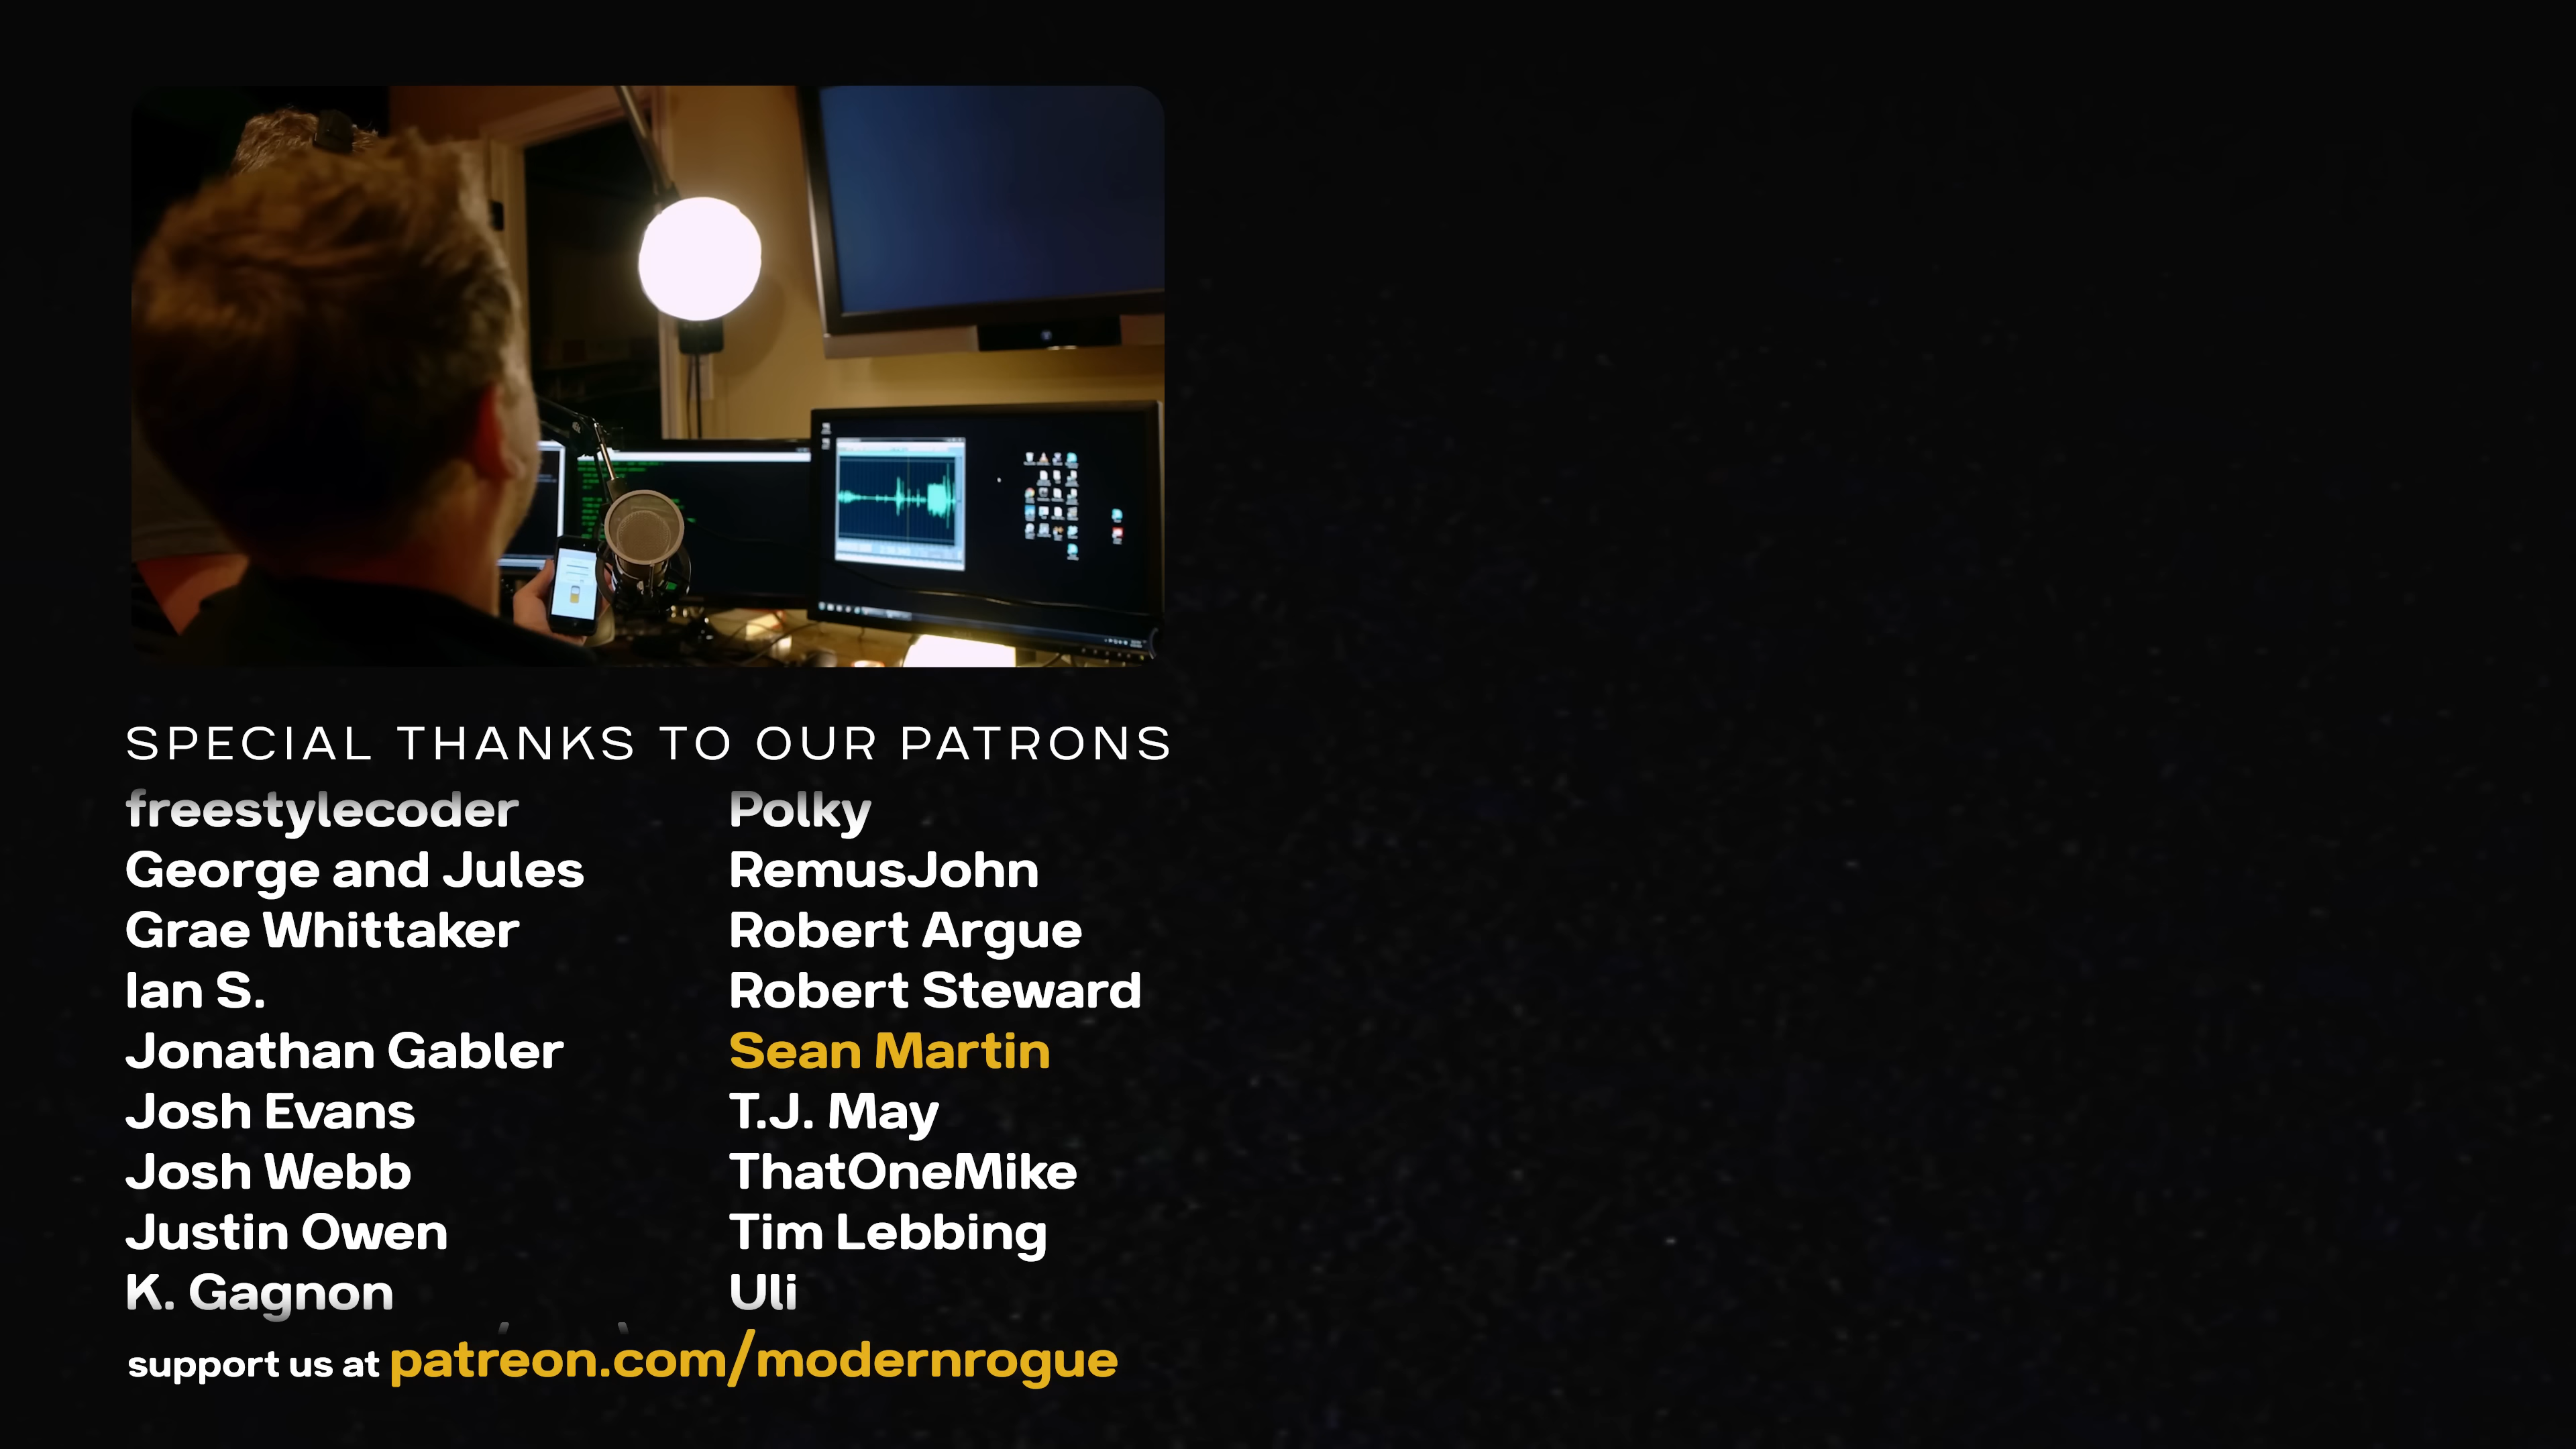 SPECIAL THANKS TO OUR PATRONS
freestylecoder
George and Jules
Grae Whittaker
Ian S.
Jonathan Gabler
Josh Evans
Josh Webb
Justin Owen
K. Gagnon
Polky
RemusJohn
Robert Argue
Robert Steward
Sean Martin
T.J. May
ThatOneMike
Tim Lebbing
Uli
support us at patreon.com/modernrogue